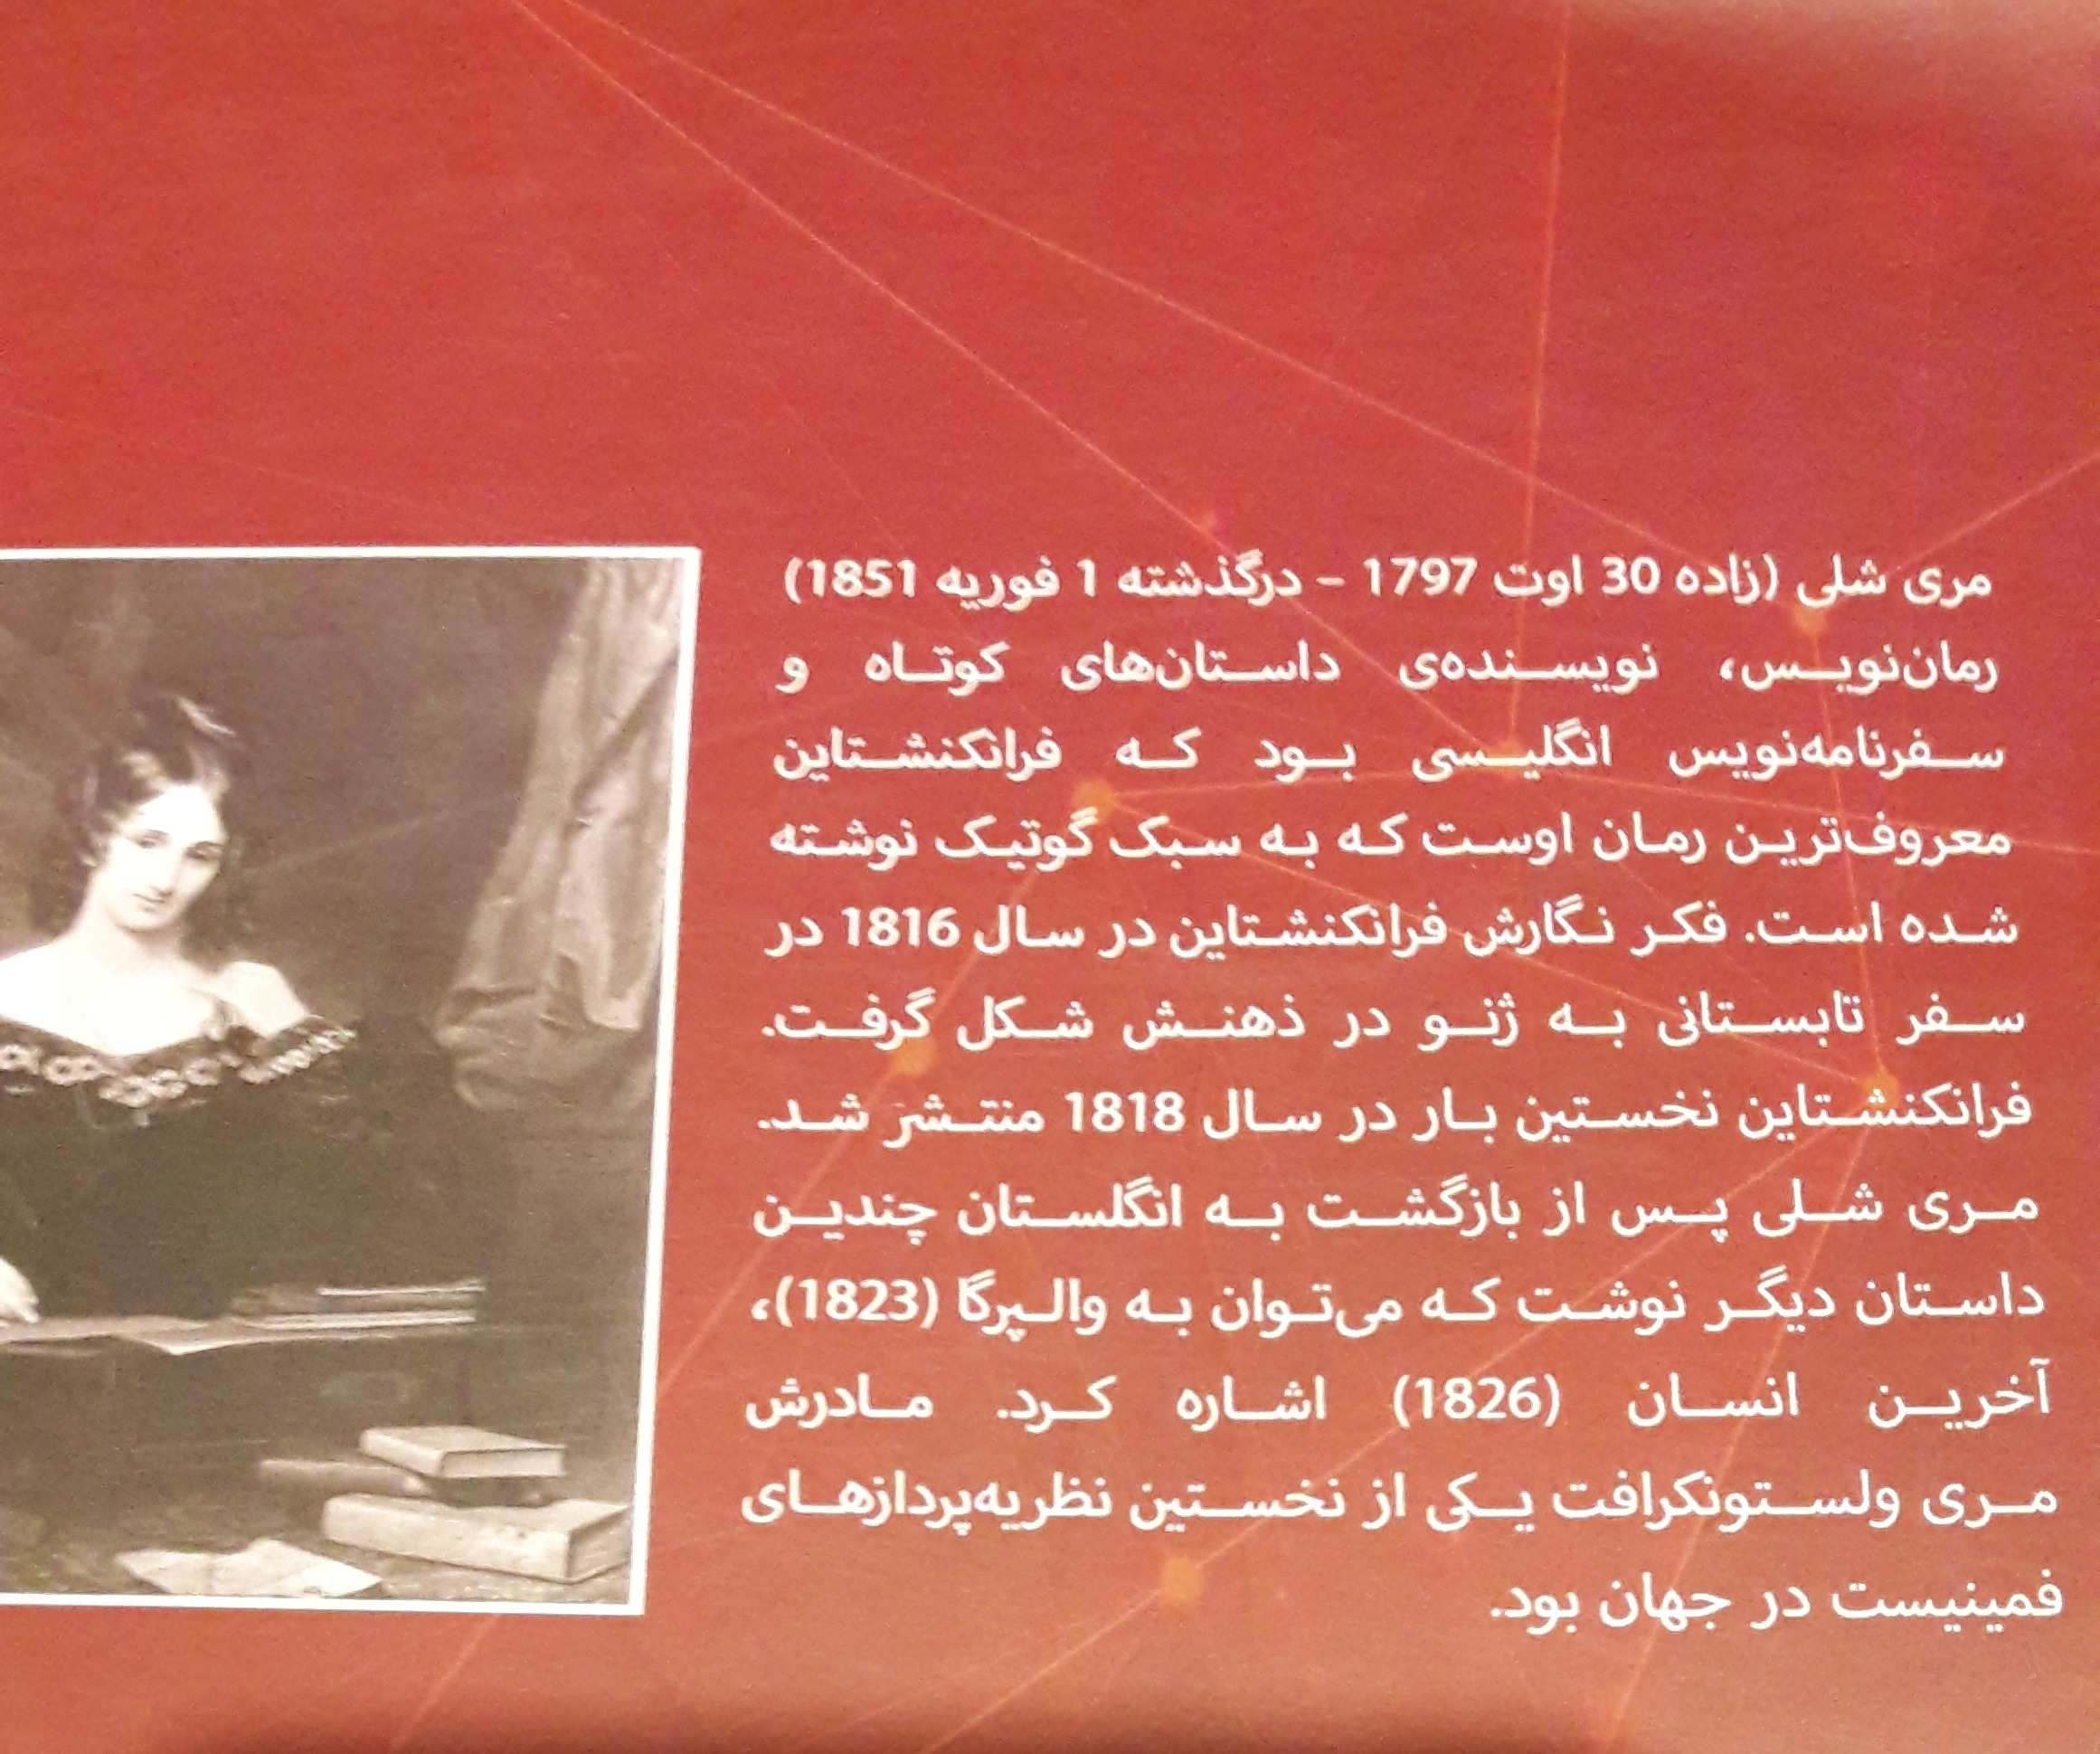 مری شلی (زاده 30 اوت 1797 - درگذشته 1 فوریه 1851)
رمان‌نویس، نویسنده‌ی داستان‌های کوتاه و
سفرنامه‌نویس انگلیسی بود که فرانکنشتاین
معروف‌ترین رمان اوست که به سبک گوتیک نوشته
شده است. فکر نگارش فرانکنشتاین در سال 1816 در
سفر تابستانی به ژنو در ذهنش شکل گرفت.
فرانکنشتاین نخستین بار در سال 1818 منتشر شد.
مری شلی پس از بازگشت به انگلستان چندین
داستان دیگر نوشت که می‌توان به والپرگا (1823)،
آخرین انسان (1826) اشاره کرد. مادرش
مری ولستونکرافت یکی از نخستین نظریه‌پردازهای
فمینیست در جهان بود.